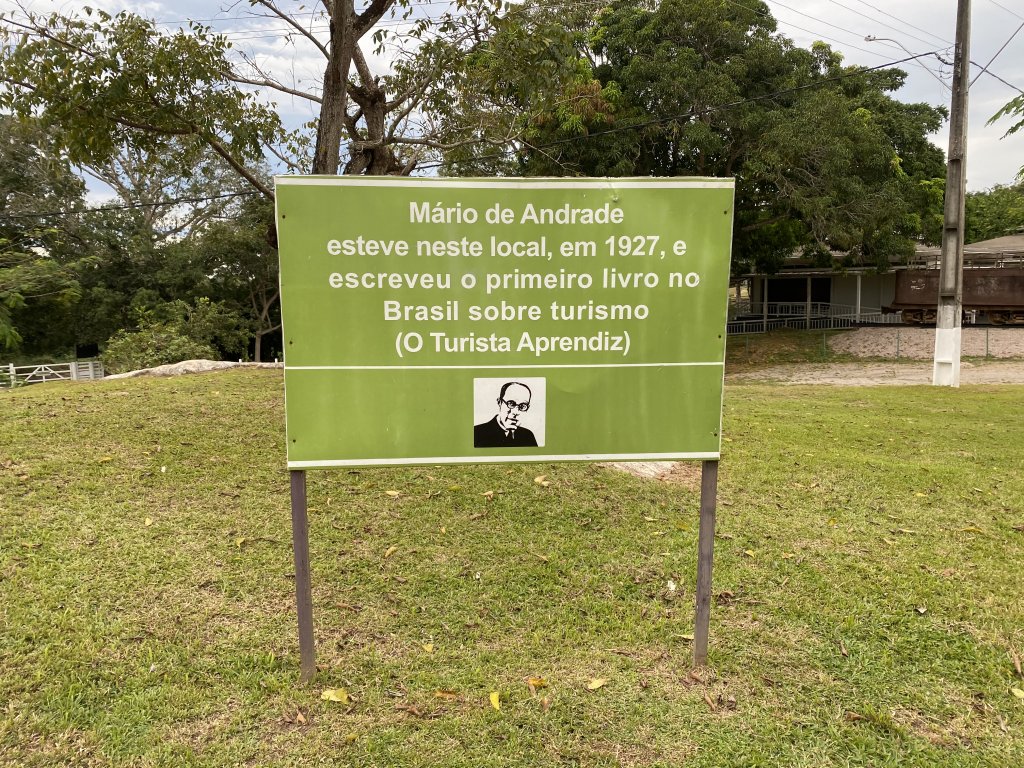 Mário de Andrade
esteve neste local, em 1927, e
escreveu o primeiro livro no
Brasil sobre turismo
(O Turista Aprendiz)